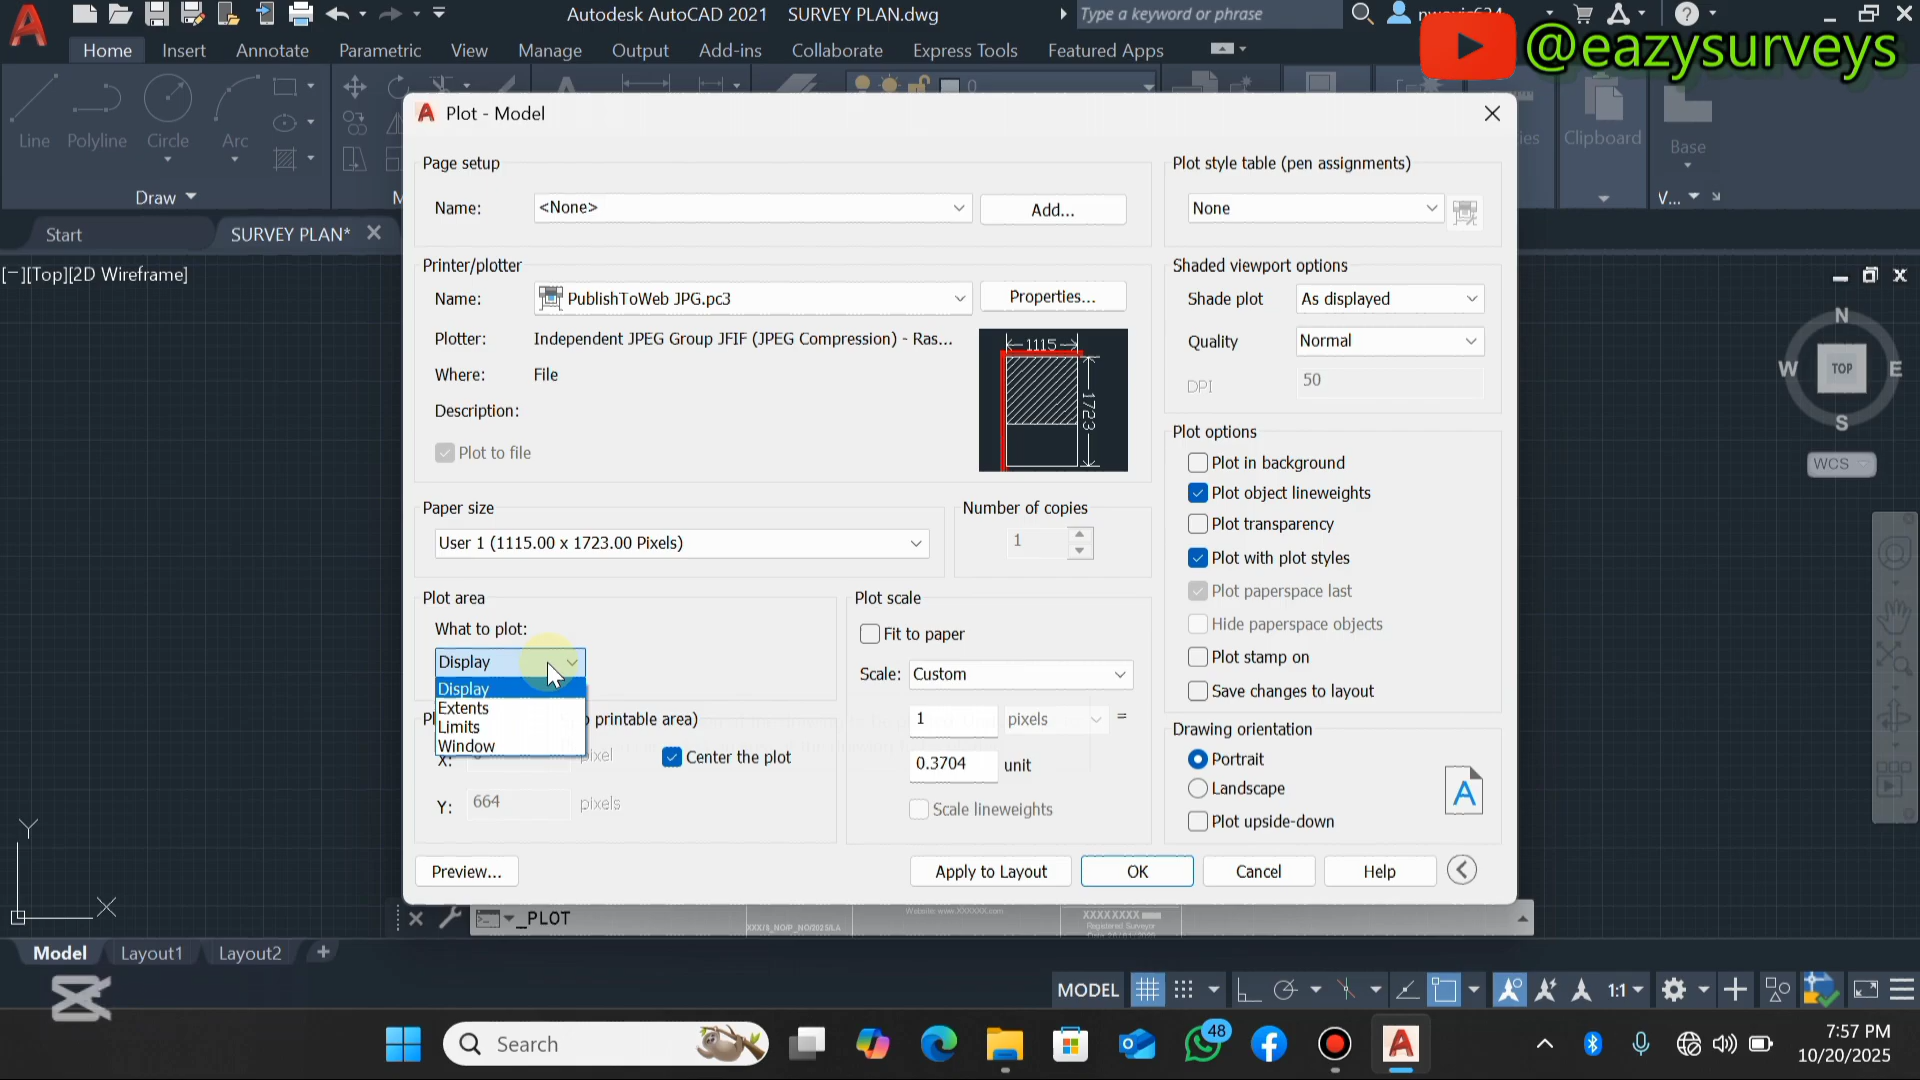 Autodesk AutoCAD 2021 SURVEY PLAN.dwg
Type a keyword or phrase
@eazysurveys
Home Insert Annotate Parametric View Manage Output Add-ins Collaborate Express Tools Featured Apps
Line Polyline Circle Arc
0
Clipboard
Base
Draw
V...
Start
SURVEY PLAN*
[−][Top][2D Wireframe]
Plot - Model
Page setup
Name: <None> Add...
Printer/plotter
Name: PublishToWeb JPG.pc3 Properties...
Plotter: Independent JPEG Group JFIF (JPEG Compression) - Ras...
Where: File
Description:
Plot to file
1115
1723
Paper size
User 1 (1115.00 x 1723.00 Pixels)
Number of copies
1
Plot area
What to plot:
Display
Display
Extents
Limits
Window
printable area)
X:
pixel
Center the plot
Y: 664 pixels
Plot scale
Fit to paper
Scale: Custom
1 pixels =
0.3704 unit
Scale lineweights
Plot style table (pen assignments)
None
Shaded viewport options
Shade plot As displayed
Quality Normal
DPI 50
Plot options
Plot in background
Plot object lineweights
Plot transparency
Plot with plot styles
Plot paperspace last
Hide paperspace objects
Plot stamp on
Save changes to layout
Drawing orientation
Portrait
Landscape
Plot upside-down
A
Preview... Apply to Layout OK Cancel Help
N
W TOP E
S
WCS
Y
X
_PLOT
Website: www.XXXXXX.com
XXXXXXXX
Registered Surveyor
Model Layout1 Layout2 +
MODEL 1:1
Search
48
7:57 PM
10/20/2025